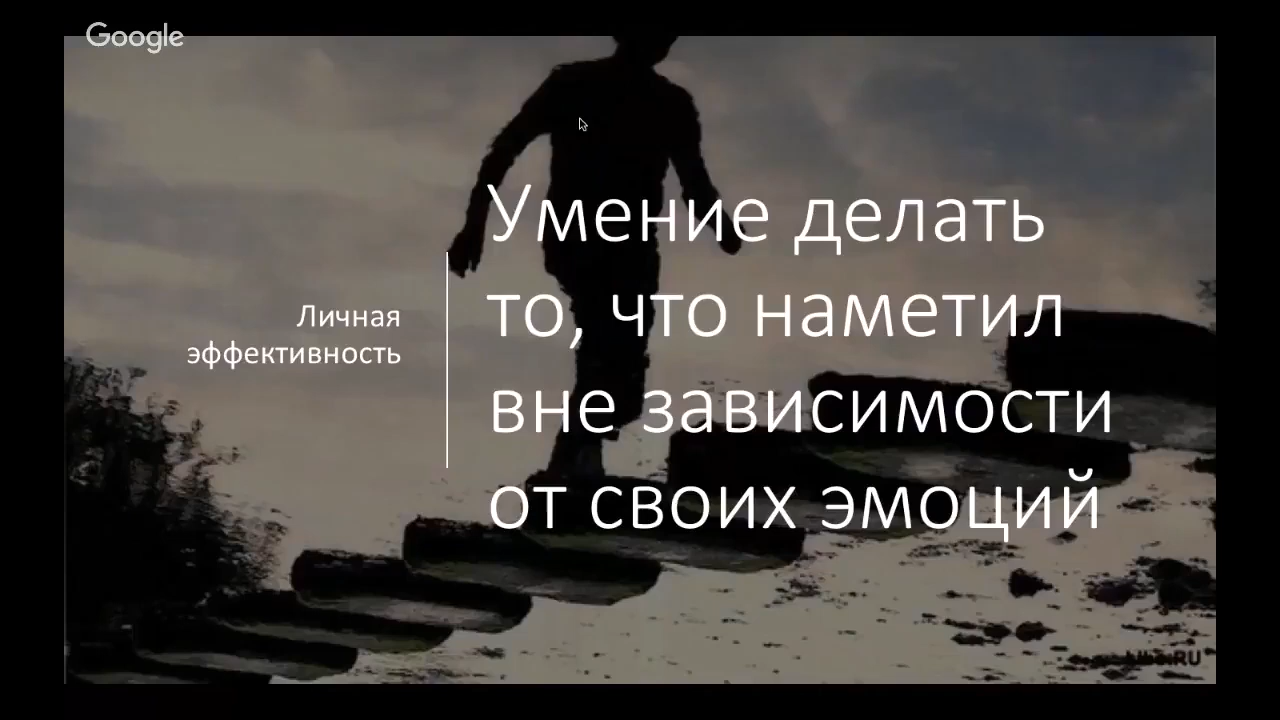 Google
Личная
эффективность
Умение делать
то, что наметил
вне зависимости
от своих эмоций